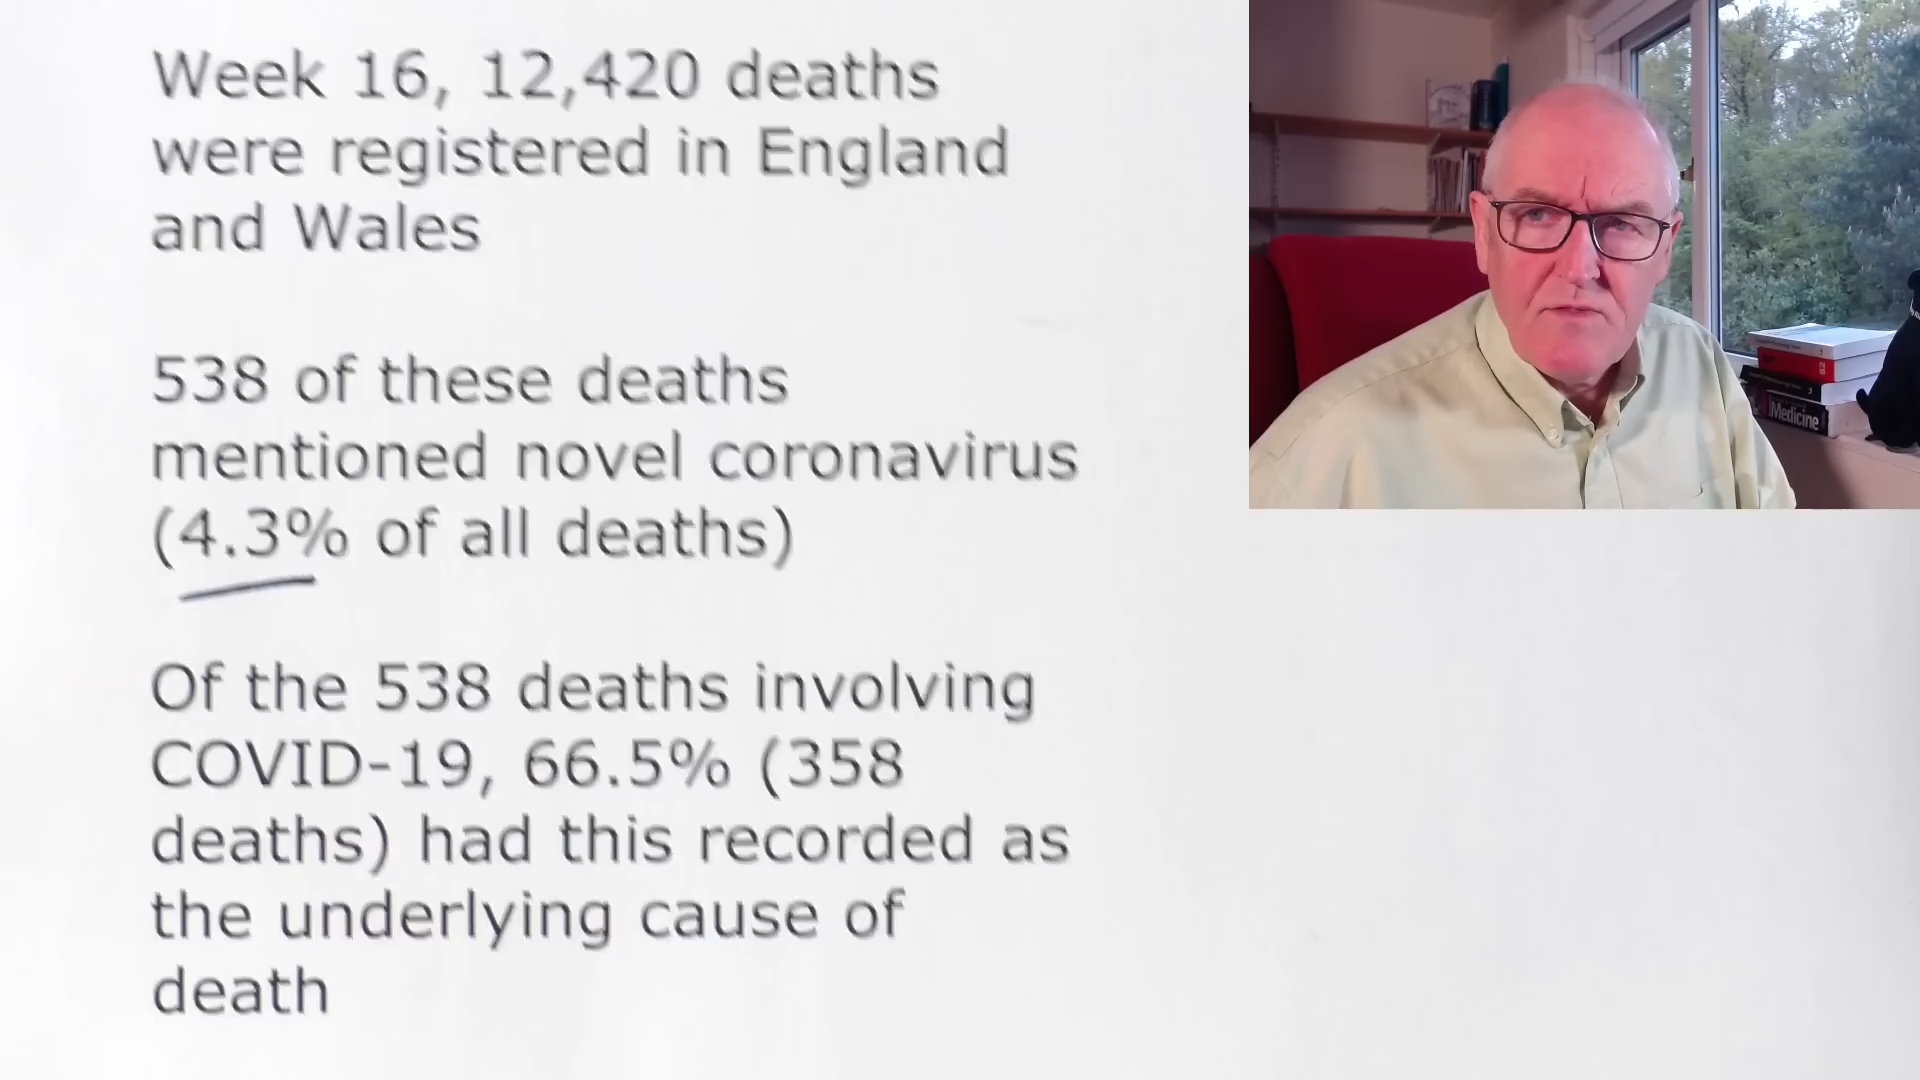 Week 16, 12,420 deaths
were registered in England
and Wales
538 of these deaths
mentioned novel coronavirus
(4.3% of all deaths)
Of the 538 deaths involving
COVID-19, 66.5% (358
deaths) had this recorded as
the underlying cause of
death
Medicine